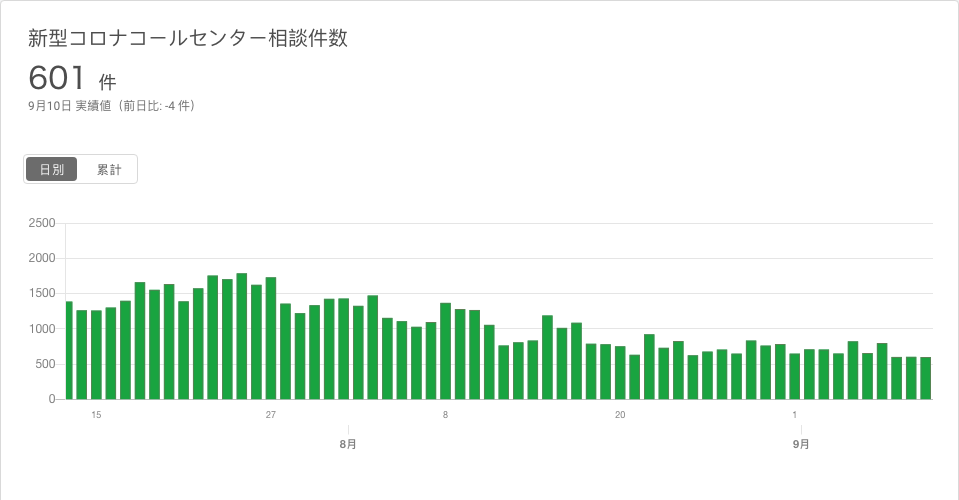 新型コロナコールセンター相談件数
601 件
9月10日 実績値（前日比: -4 件）
日別 累計
2500
2000
1500
1000
500
0
15 27 8 20 1
8月 9月